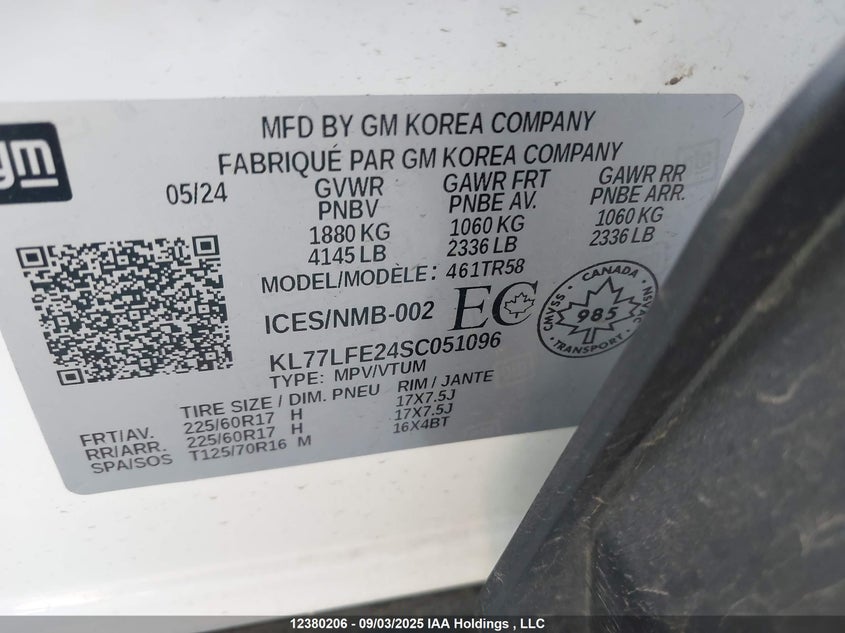 gm
MFD BY GM KOREA COMPANY
FABRIQUÉ PAR GM KOREA COMPANY
05/24 GVWR GAWR FRT GAWR RR
PNBV PNBE AV. PNBE ARR.
1880 KG 1060 KG 1060 KG
4145 LB 2336 LB 2336 LB
MODEL/MODÈLE: 461TR58
ICES/NMB-002 EC
CANADA
CMVSS 985 NSVAC
TRANSPORT
KL77LFE24SC051096
TYPE: MPV/VTUM
TIRE SIZE / DIM. PNEU RIM / JANTE
FRT/AV. 225/60R17 H 17X7.5J
RR/ARR. 225/60R17 H 17X7.5J
SPA/SOS T125/70R16 M 16X4BT
12380206 - 09/03/2025 IAA Holdings , LLC